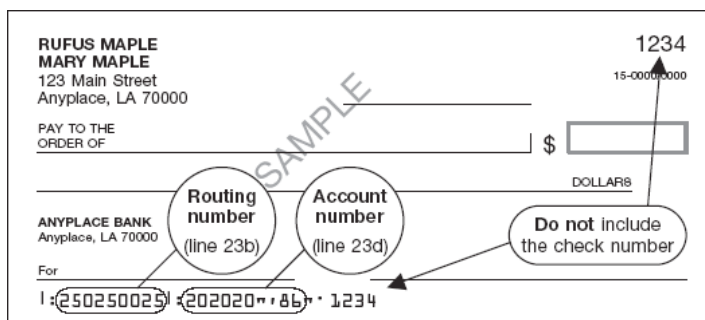 RUFUS MAPLE
MARY MAPLE
123 Main Street
Anyplace, LA 70000
1234
15-0000/0000
SAMPLE
PAY TO THE
ORDER OF
$
DOLLARS
Routing
number
(line 23b)
Account
number
(line 23d)
ANYPLACE BANK
Anyplace, LA 70000
Do not include
the check number
For
|:250250025|:202020"'86"' 1234